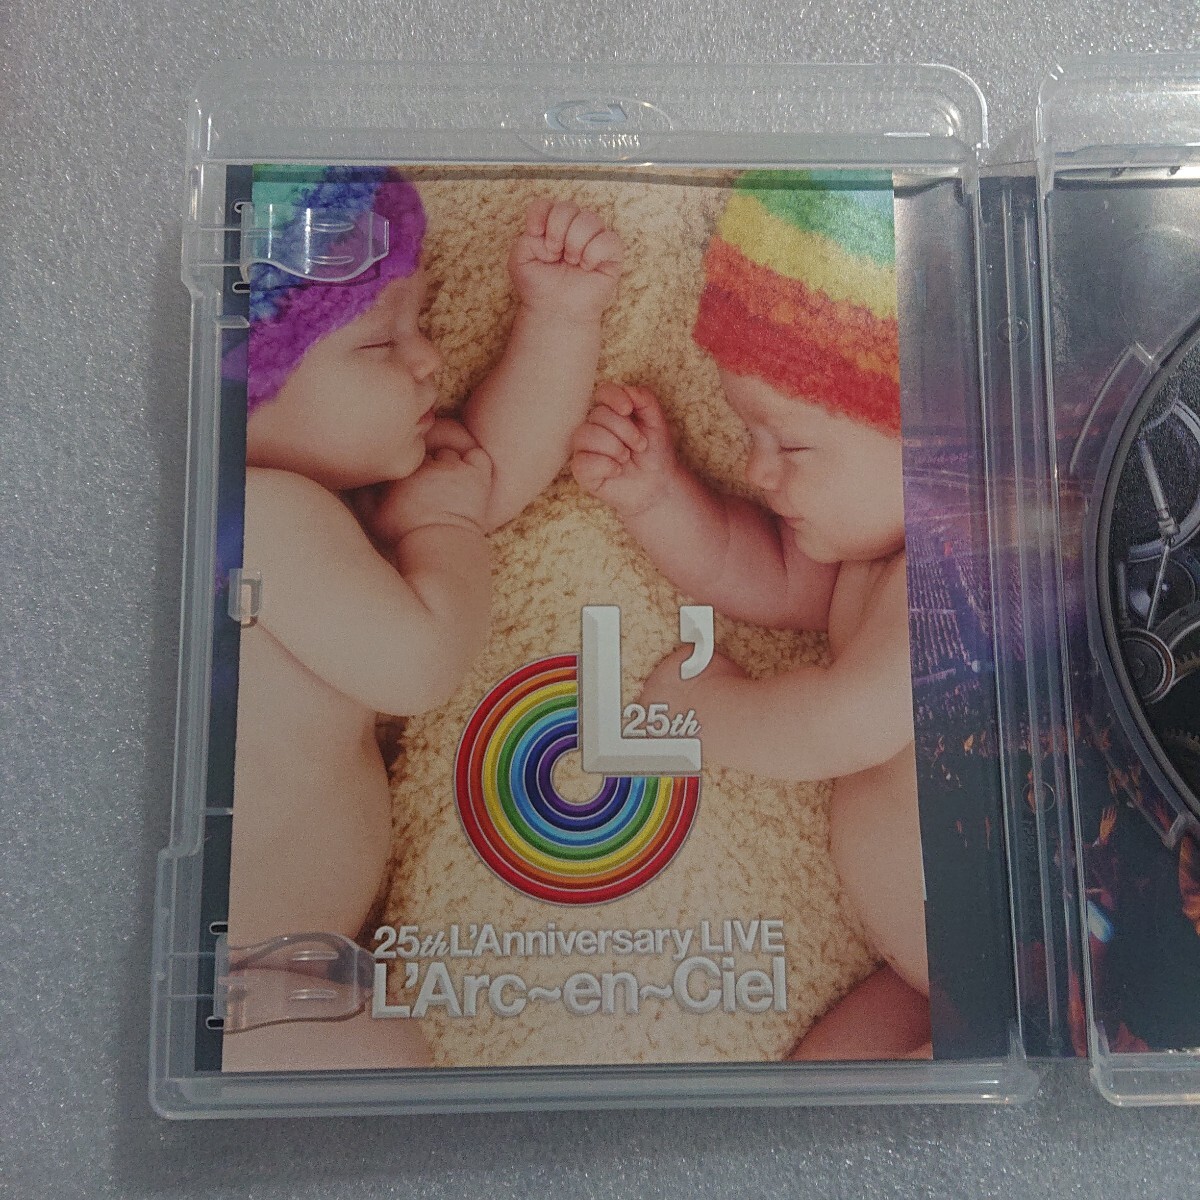 L'
25th
25th L'Anniversary LIVE
L'Arc~en~Ciel